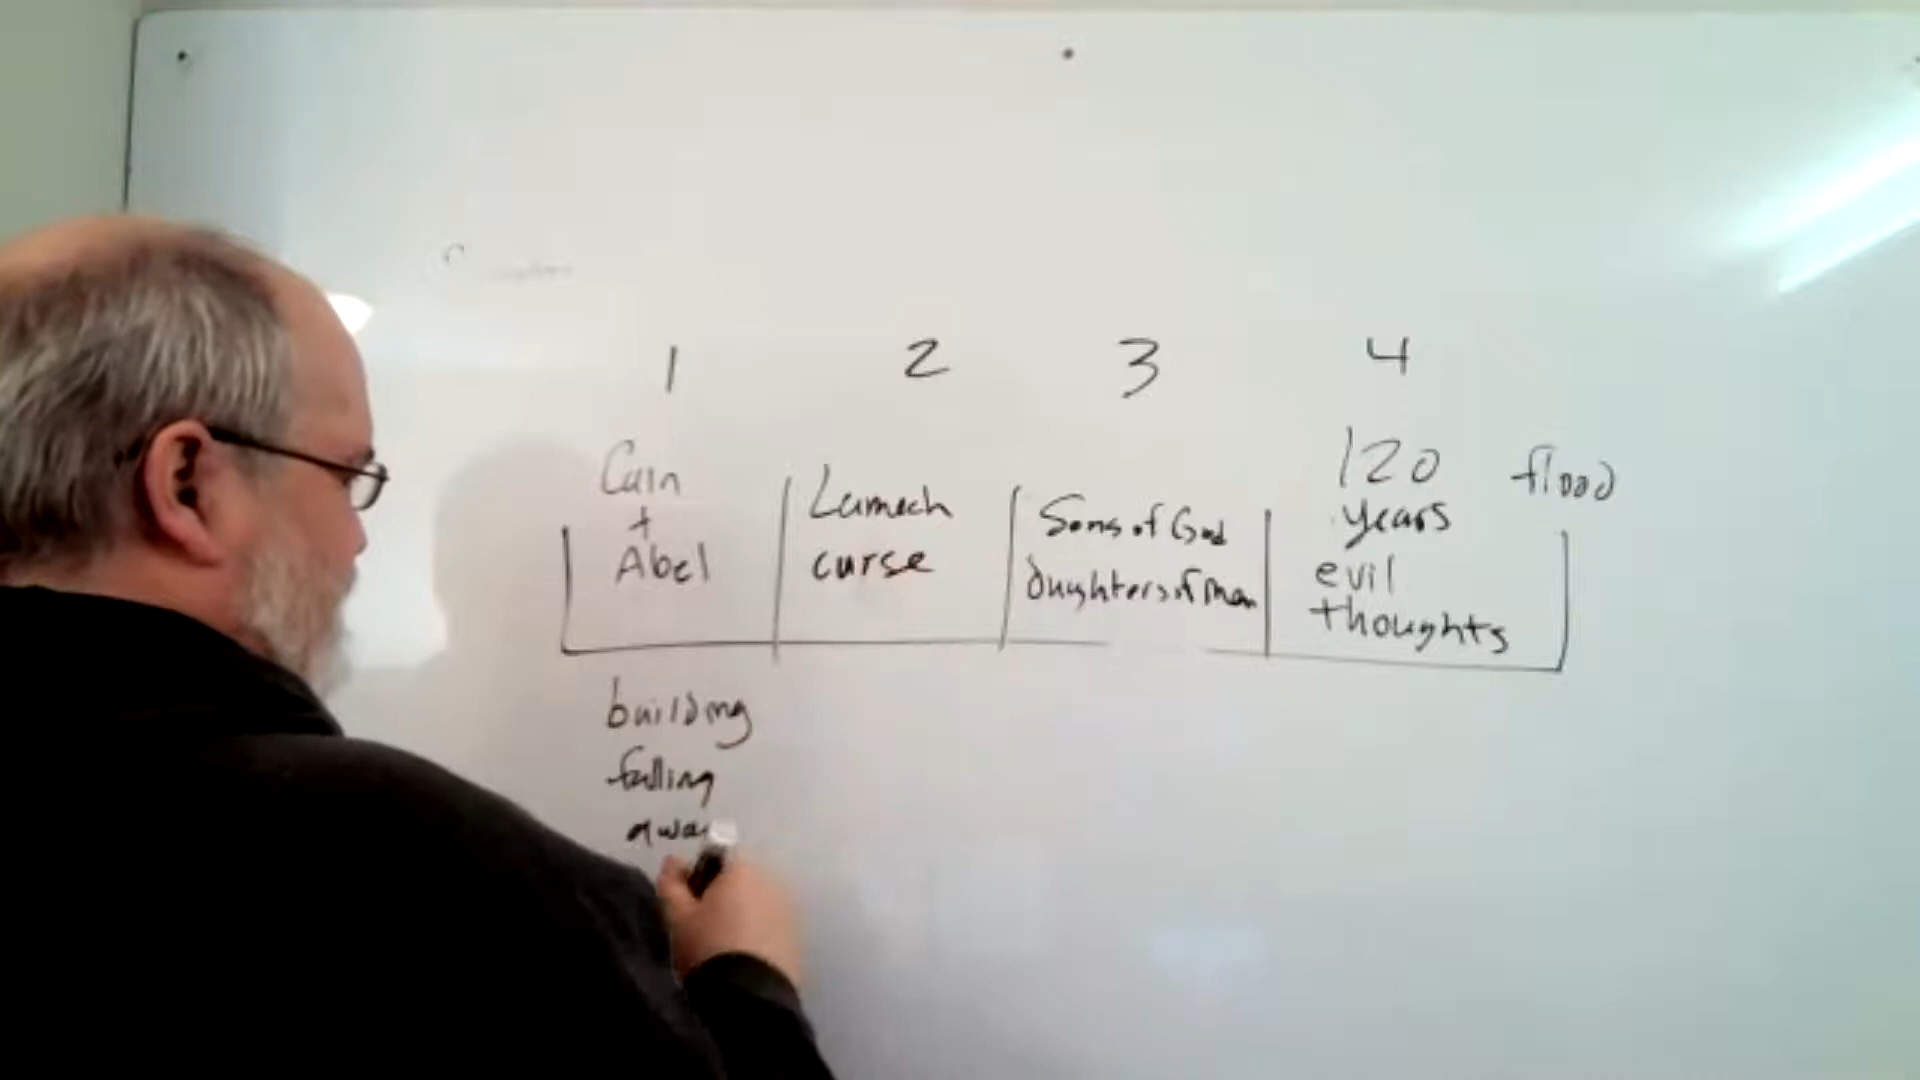 1 2 3 4
Cain
+
Abel
Lamech
curse
Sons of God
Daughters of Man
120
years
evil
thoughts
flood
building
falling
away